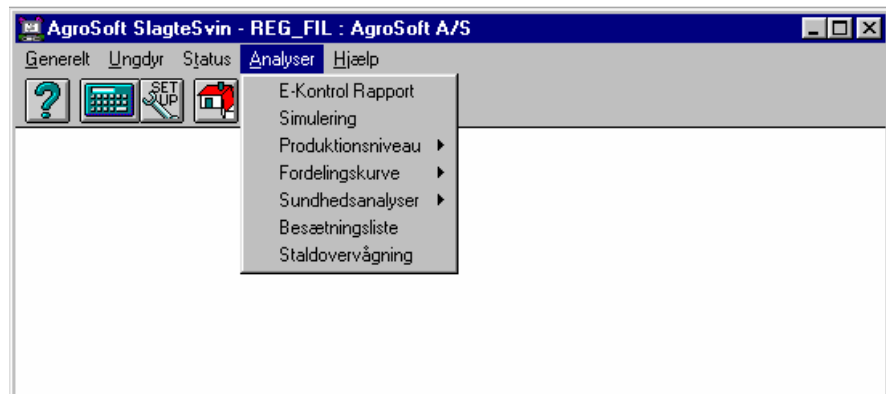 AgroSoft SlagteSvin - REG_FIL : AgroSoft A/S
Generelt Ungdyr Status Analyser Hjælp
SET UP
E-Kontrol Rapport
Simulering
Produktionsniveau
Fordelingskurve
Sundhedsanalyser
Besætningsliste
Staldovervågning